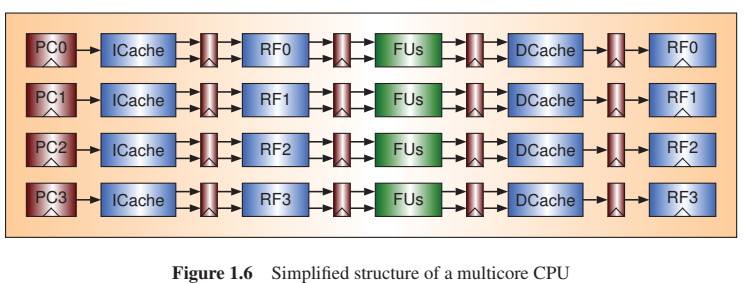 PC0 ICache RF0 FUs DCache RF0
PC1 ICache RF1 FUs DCache RF1
PC2 ICache RF2 FUs DCache RF2
PC3 ICache RF3 FUs DCache RF3
Figure 1.6 Simplified structure of a multicore CPU